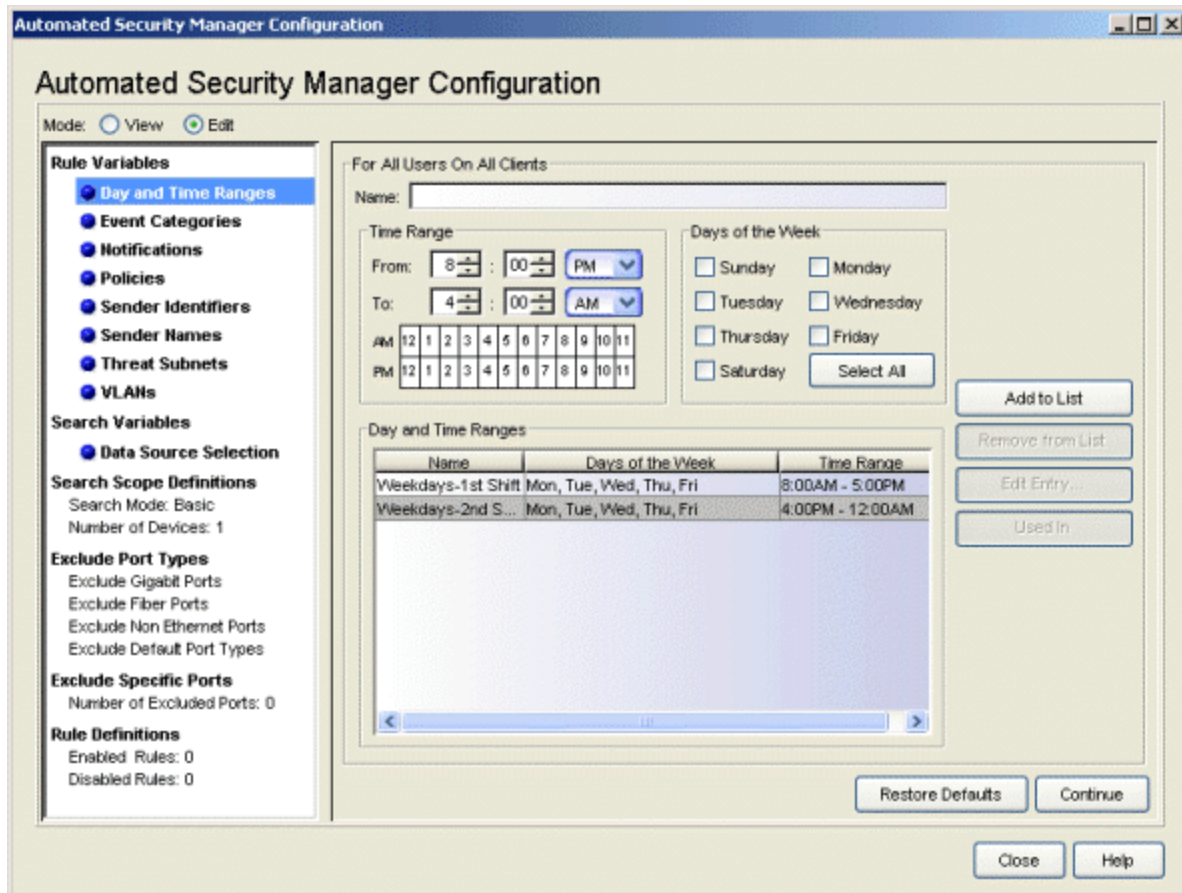 Automated Security Manager Configuration
Automated Security Manager Configuration
Mode: View Edit
Rule Variables
Day and Time Ranges
Event Categories
Notifications
Policies
Sender Identifiers
Sender Names
Threat Subnets
VLANs
Search Variables
Data Source Selection
Search Scope Definitions
Search Mode: Basic
Number of Devices: 1
Exclude Port Types
Exclude Gigabit Ports
Exclude Fiber Ports
Exclude Non Ethernet Ports
Exclude Default Port Types
Exclude Specific Ports
Number of Excluded Ports: 0
Rule Definitions
Enabled Rules: 0
Disabled Rules: 0
For All Users On All Clients
Name:
Time Range
From: 8 : 00 PM
To: 4 : 00 AM
AM 12 1 2 3 4 5 6 7 8 9 10 11
PM 12 1 2 3 4 5 6 7 8 9 10 11
Days of the Week
Sunday Monday
Tuesday Wednesday
Thursday Friday
Saturday Select All
Day and Time Ranges
Name Days of the Week Time Range
Weekdays-1st Shift Mon, Tue, Wed, Thu, Fri 8:00AM - 5:00PM
Weekdays-2nd S... Mon, Tue, Wed, Thu, Fri 4:00PM - 12:00AM
Add to List
Remove from List
Edit Entry...
Used In
Restore Defaults Continue
Close Help